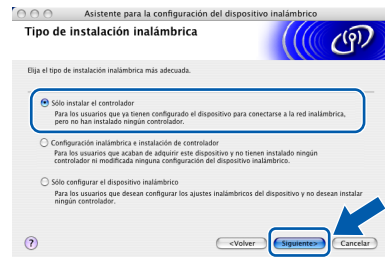 Asistente para la configuración del dispositivo inalámbrico
Tipo de instalación inalámbrica
Elija el tipo de instalación inalámbrica más adecuada.
Sólo instalar el controlador
Para los usuarios que ya tienen configurado el dispositivo para conectarse a la red inalámbrica,
pero no han instalado ningún controlador.
Configuración inalámbrica e instalación de controlador
Para los usuarios que acaban de adquirir este dispositivo y no tienen instalado ningún
controlador ni modificada ninguna configuración del dispositivo inalámbrico.
Sólo configurar el dispositivo inalámbrico
Para los usuarios que desean configurar los ajustes inalámbricos del dispositivo y no desean instalar
ningún controlador.
? <Volver Siguiente> Cancelar